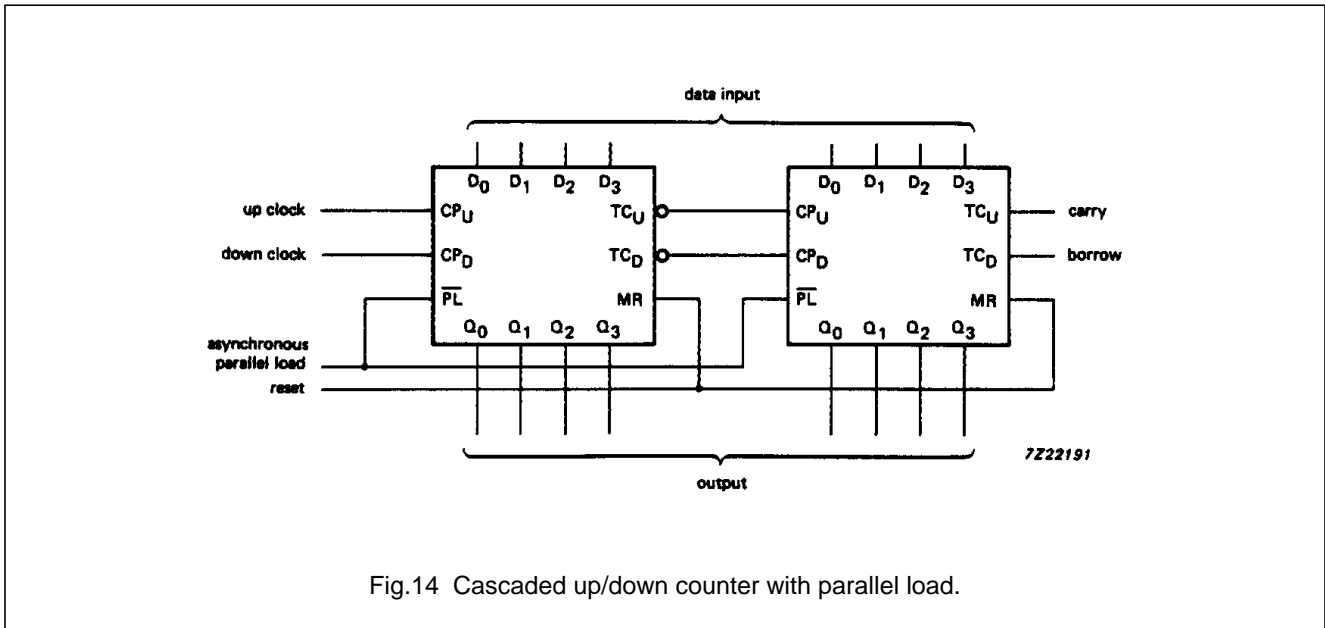 data input
D0 D1 D2 D3 D0 D1 D2 D3
up clock CPU TCU CPU TCU carry
down clock CPD TCD CPD TCD borrow
PL MR PL MR
Q0 Q1 Q2 Q3 Q0 Q1 Q2 Q3
asynchronous
parallel load
reset
7Z22191
output
Fig.14 Cascaded up/down counter with parallel load.